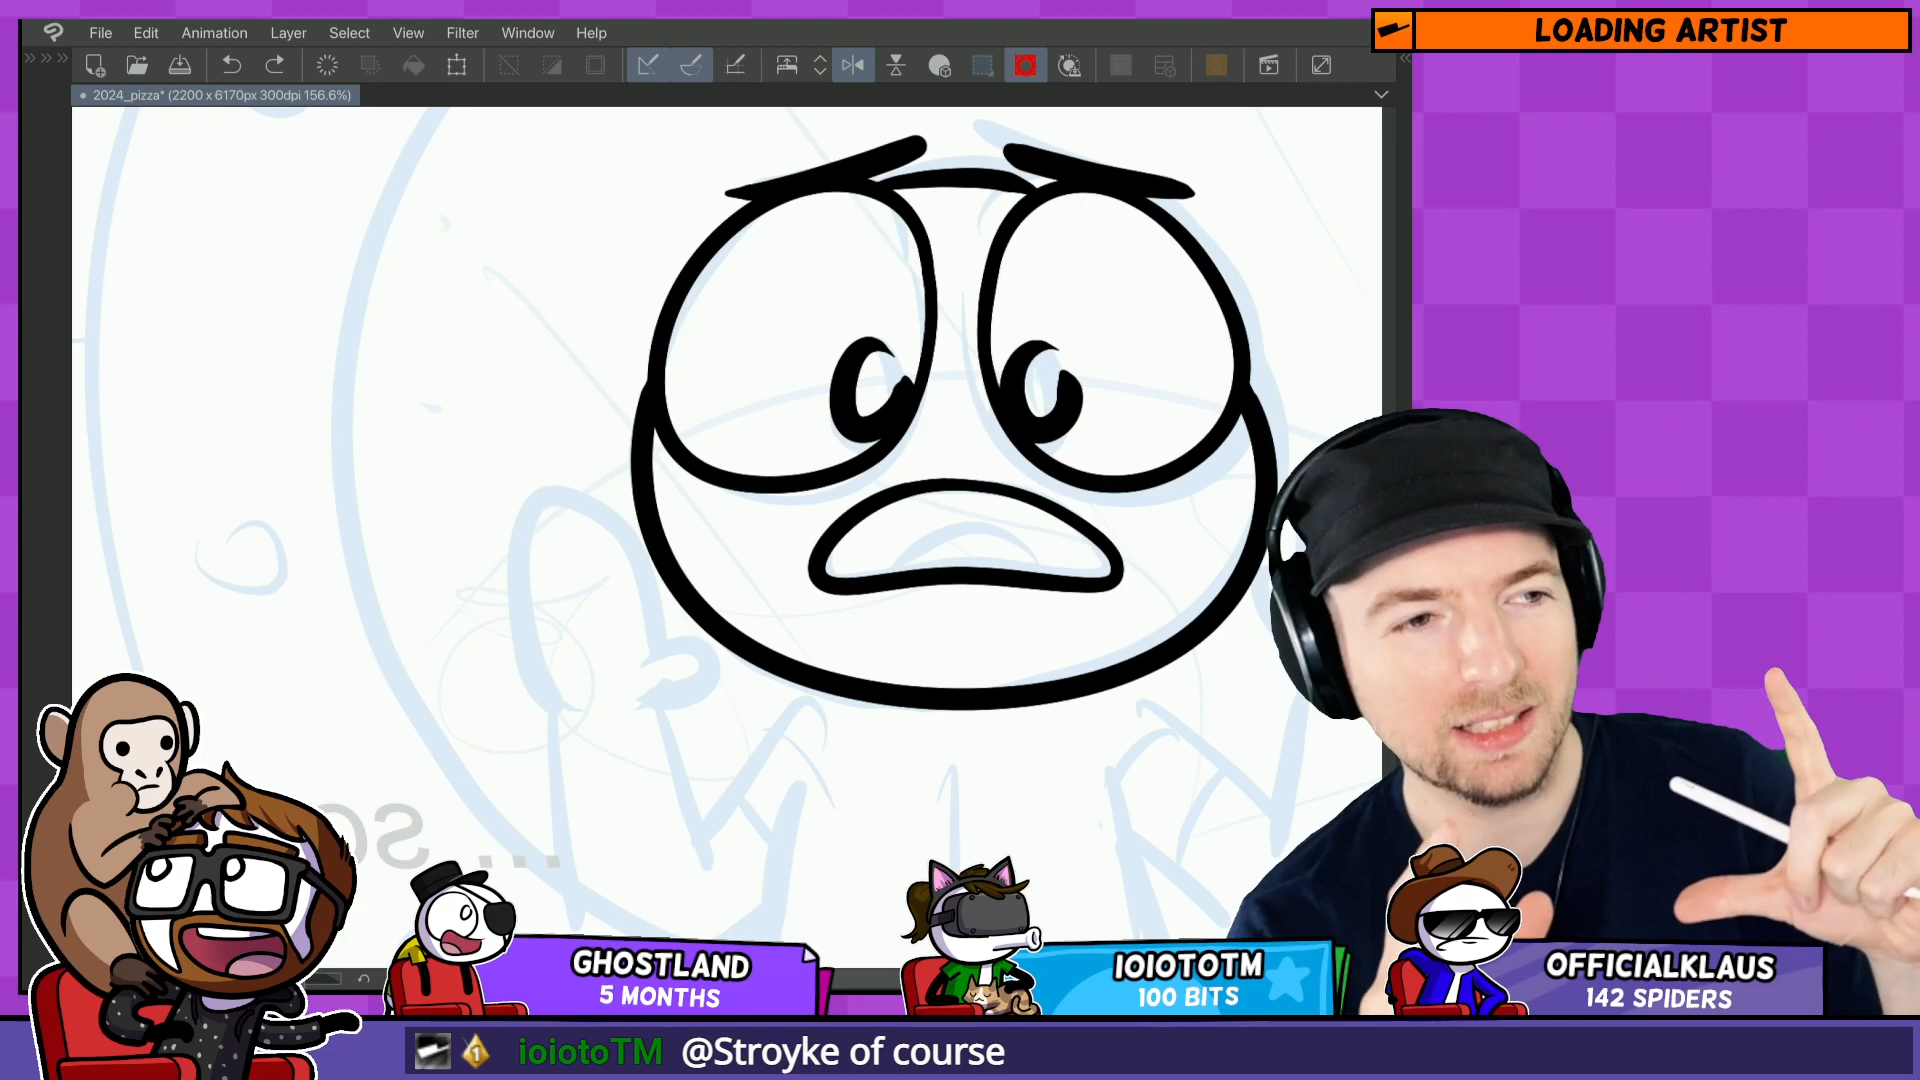 File Edit Animation Layer Select View Filter Window Help
LOADING ARTIST
2024_pizza* (2200 x 6170px 300dpi 156.6%)
GHOSTLAND
5 MONTHS
IOIOTOTM
100 BITS
OFFICIALKLAUS
142 SPIDERS
1
ioiotoTM @Stroyke of course